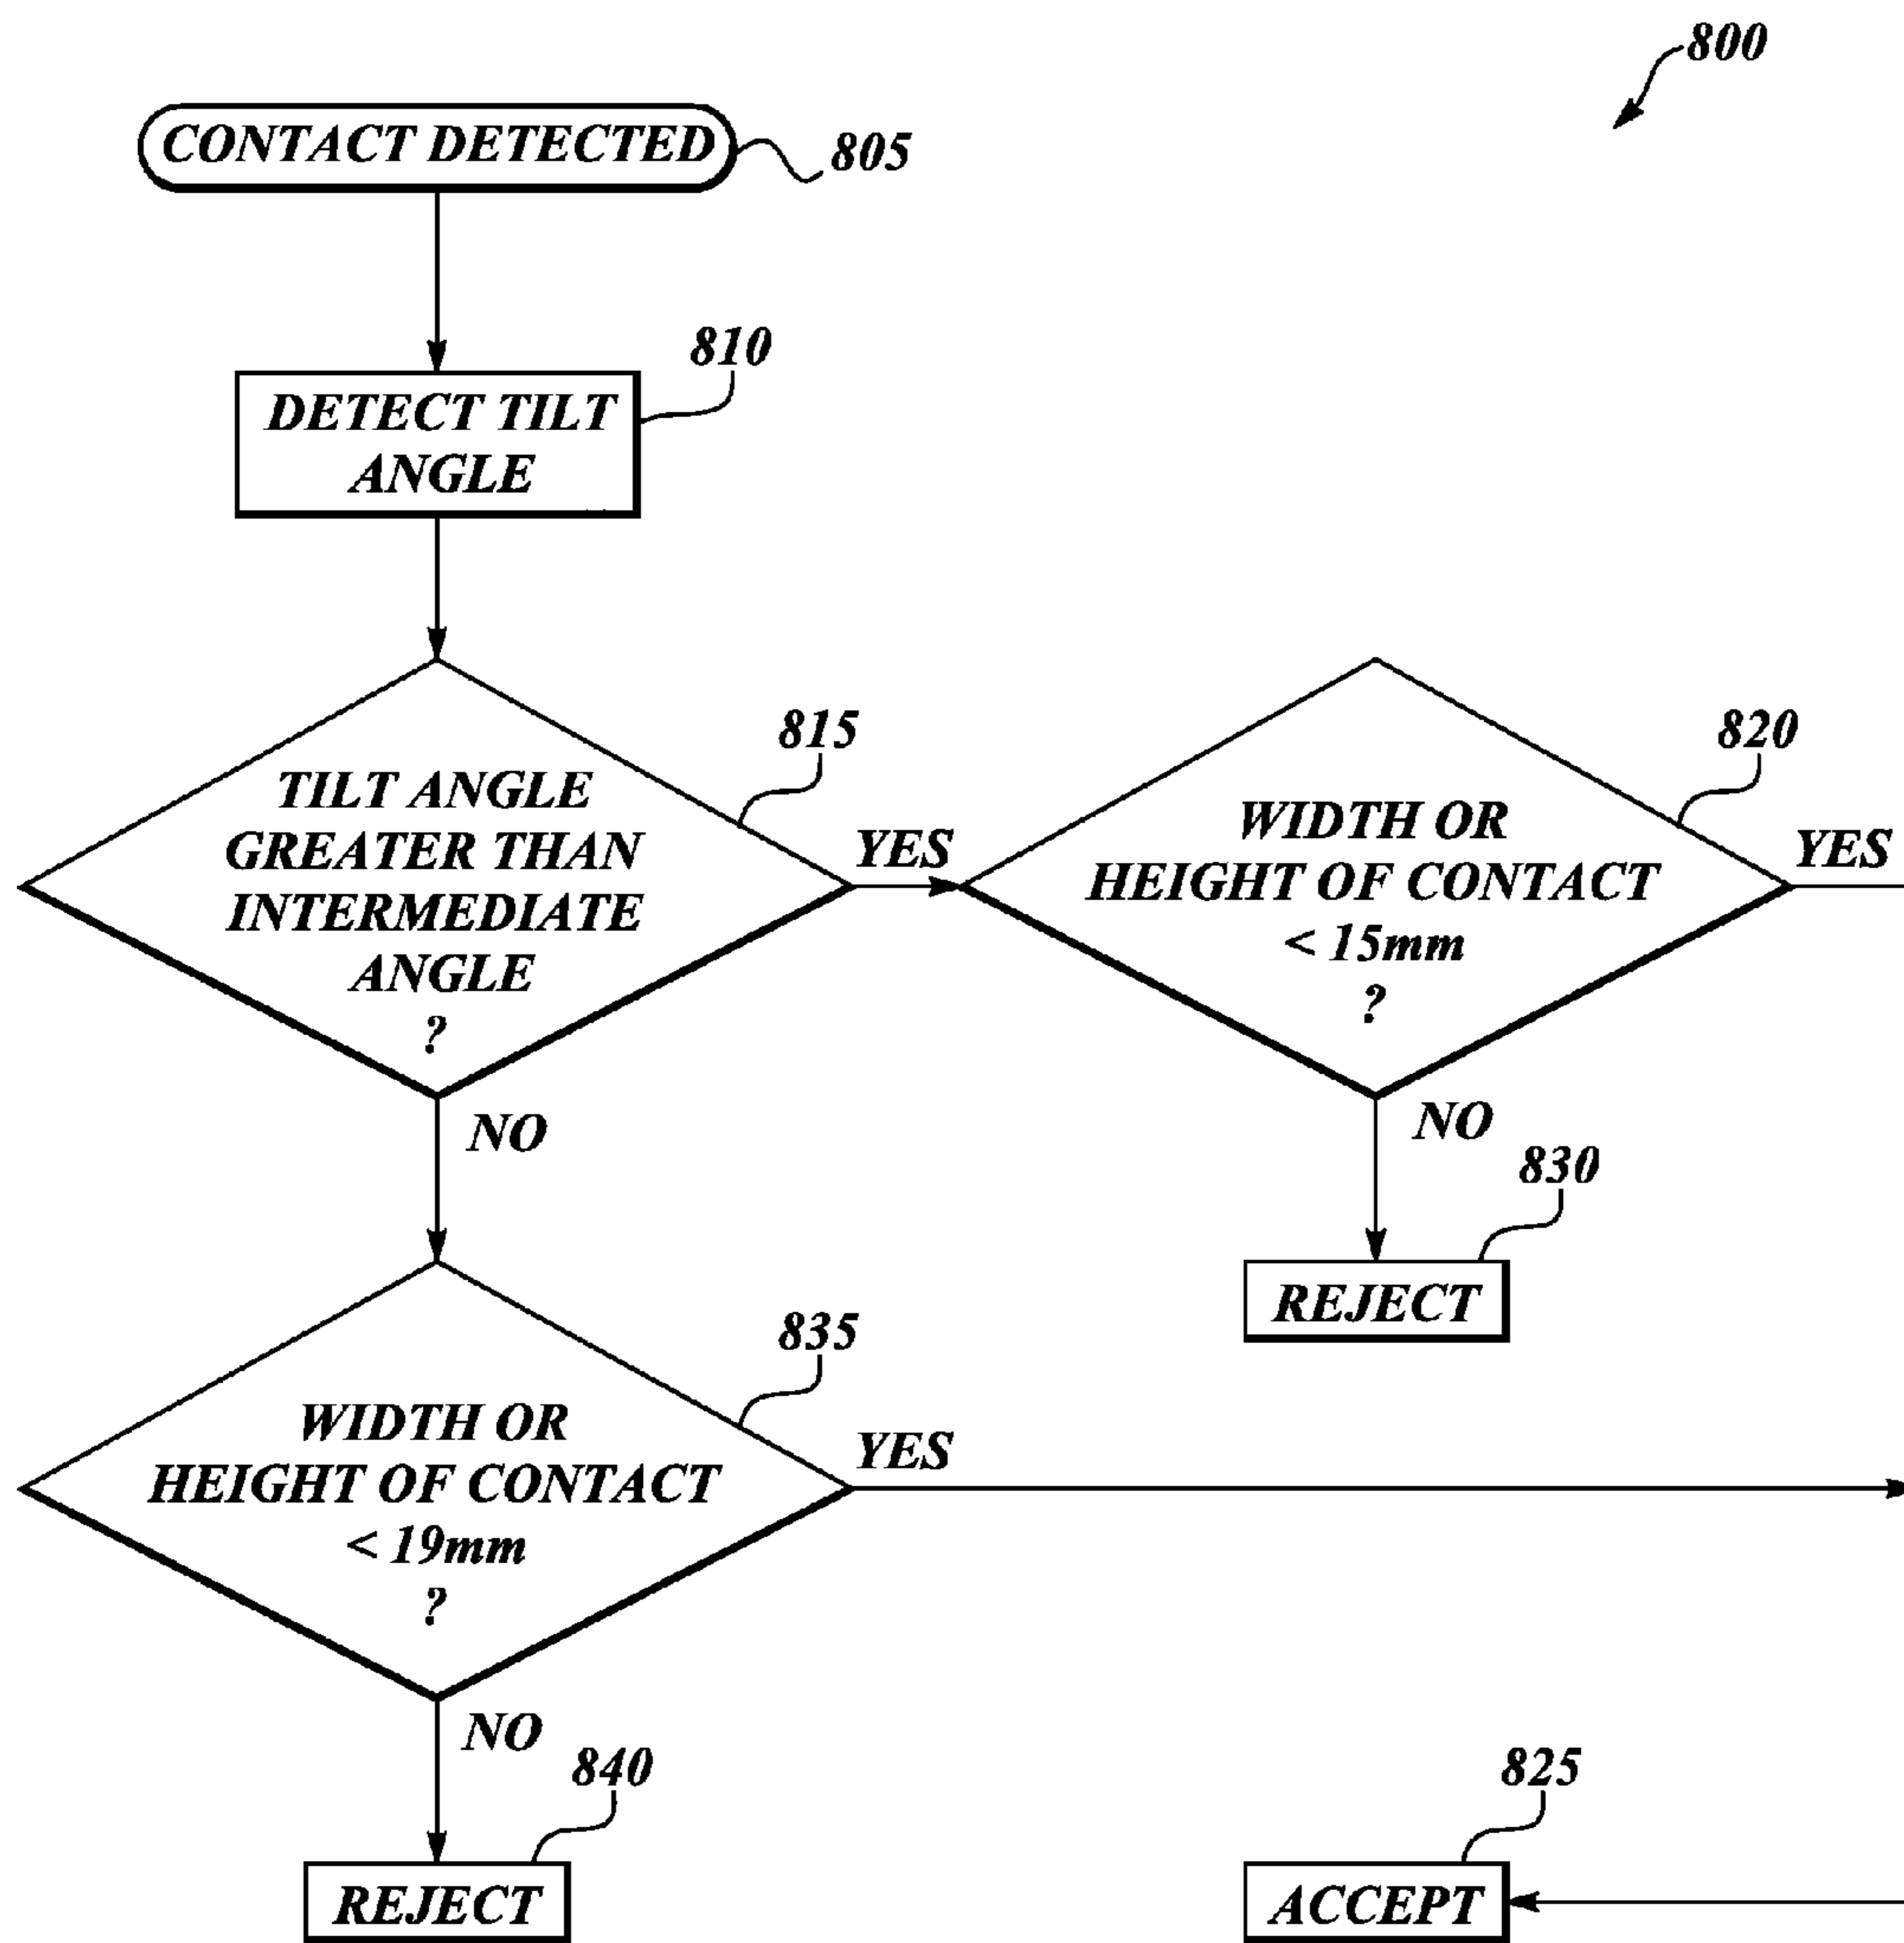 800
CONTACT DETECTED
805
810
DETECT TILT
ANGLE
815
TILT ANGLE
GREATER THAN
INTERMEDIATE
ANGLE
?
YES
NO
820
WIDTH OR
HEIGHT OF CONTACT
< 15mm
?
YES
NO
830
REJECT
835
WIDTH OR
HEIGHT OF CONTACT
< 19mm
?
YES
NO
840
REJECT
825
ACCEPT